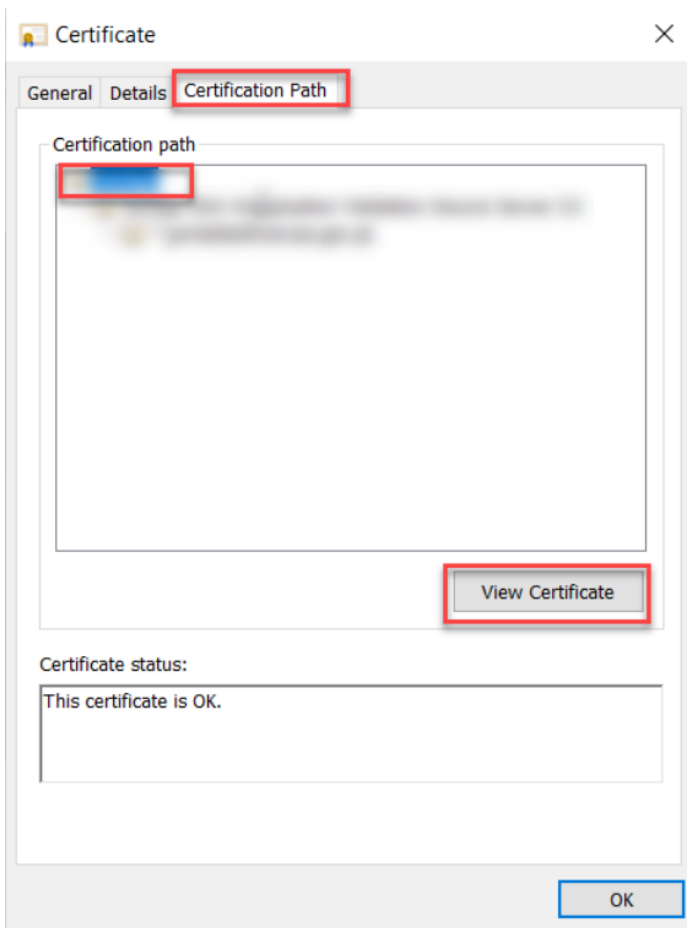 Certificate
General Details Certification Path
Certification path
View Certificate
Certificate status:
This certificate is OK.
OK